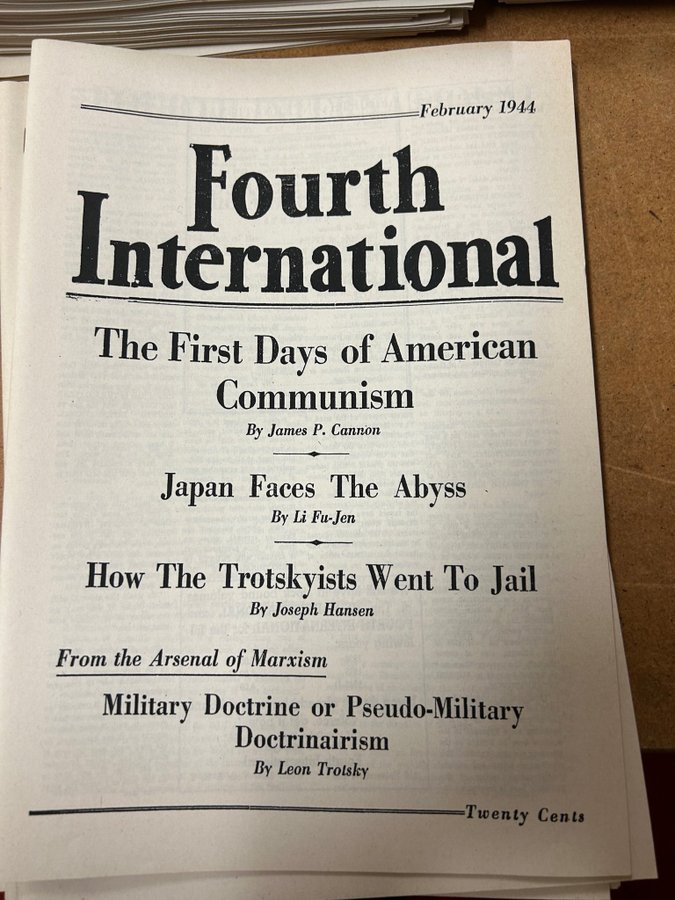 February 1944
Fourth
International
The First Days of American
Communism
By James P. Cannon
Japan Faces The Abyss
By Li Fu-Jen
How The Trotskyists Went To Jail
By Joseph Hansen
From the Arsenal of Marxism
Military Doctrine or Pseudo-Military
Doctrinairism
By Leon Trotsky
Twenty Cents